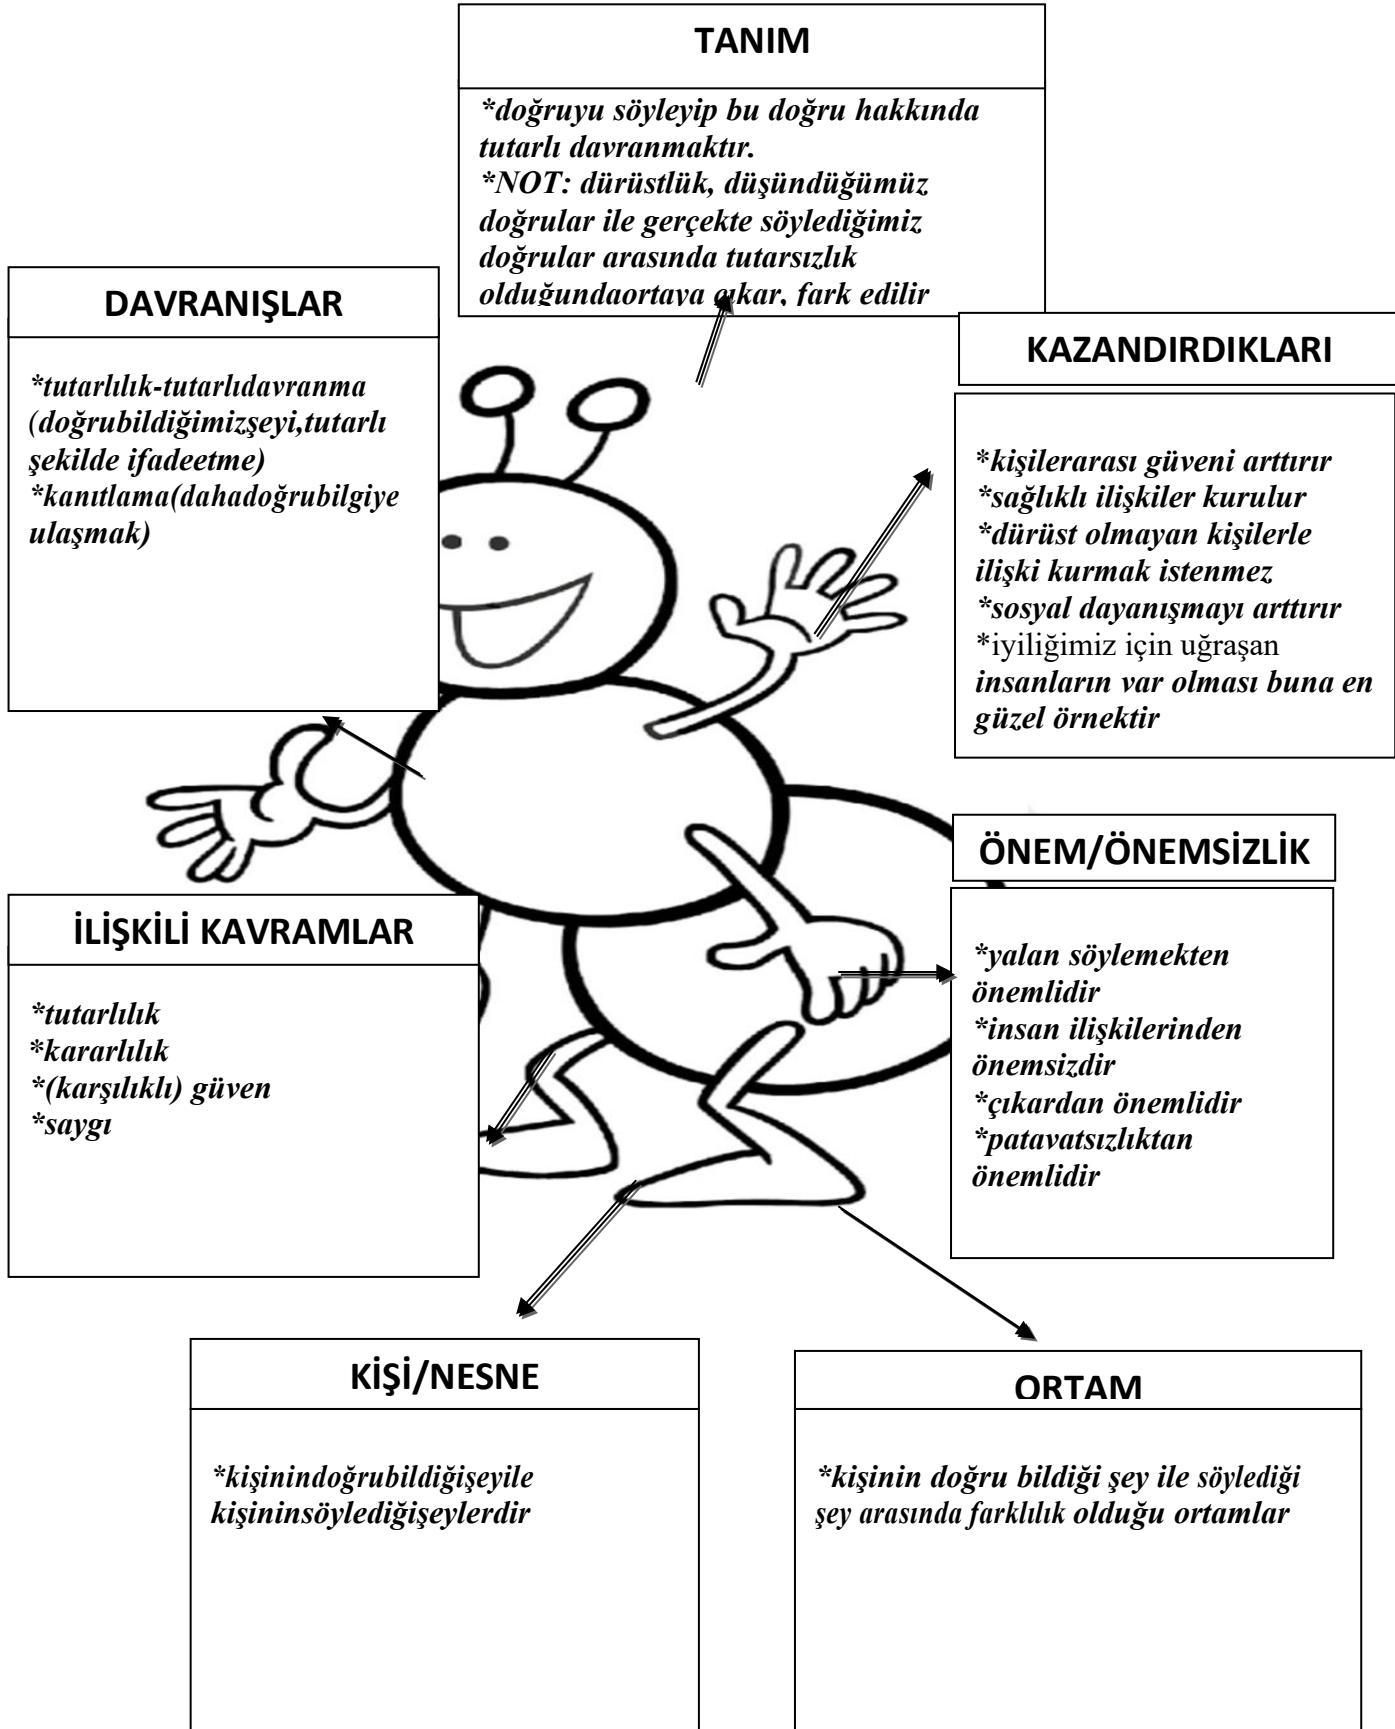 TANIM
*doğruyu söyleyip bu doğru hakkında
tutarlı davranmaktır.
*NOT: dürüstlük, düşündüğümüz
doğrular ile gerçekte söylediğimiz
doğrular arasında tutarsızlık
olduğundaortaya çıkar, fark edilir
DAVRANIŞLAR
*tutarlılık-tutarlıdavranma
(doğrubildiğimizşeyi,tutarlı
şekilde ifadeetme)
*kanıtlama(dahadoğrubilgiye
ulaşmak)
KAZANDIRDIKLARI
*kişilerarası güveni arttırır
*sağlıklı ilişkiler kurulur
*dürüst olmayan kişilerle
ilişki kurmak istenmez
*sosyal dayanışmayı arttırır
*iyiliğimiz için uğraşan
insanların var olması buna en
güzel örnektir
ÖNEM/ÖNEMSİZLİK
*yalan söylemekten
önemlidir
*insan ilişkilerinden
önemsizdir
*çıkardan önemlidir
*patavatsızlıktan
önemlidir
İLİŞKİLİ KAVRAMLAR
*tutarlılık
*kararlılık
*(karşılıklı) güven
*saygı
KİŞİ/NESNE
*kişinindoğrubildiğişeyile
kişininsöylediğişeylerdir
ORTAM
*kişinin doğru bildiği şey ile söylediği
şey arasında farklılık olduğu ortamlar